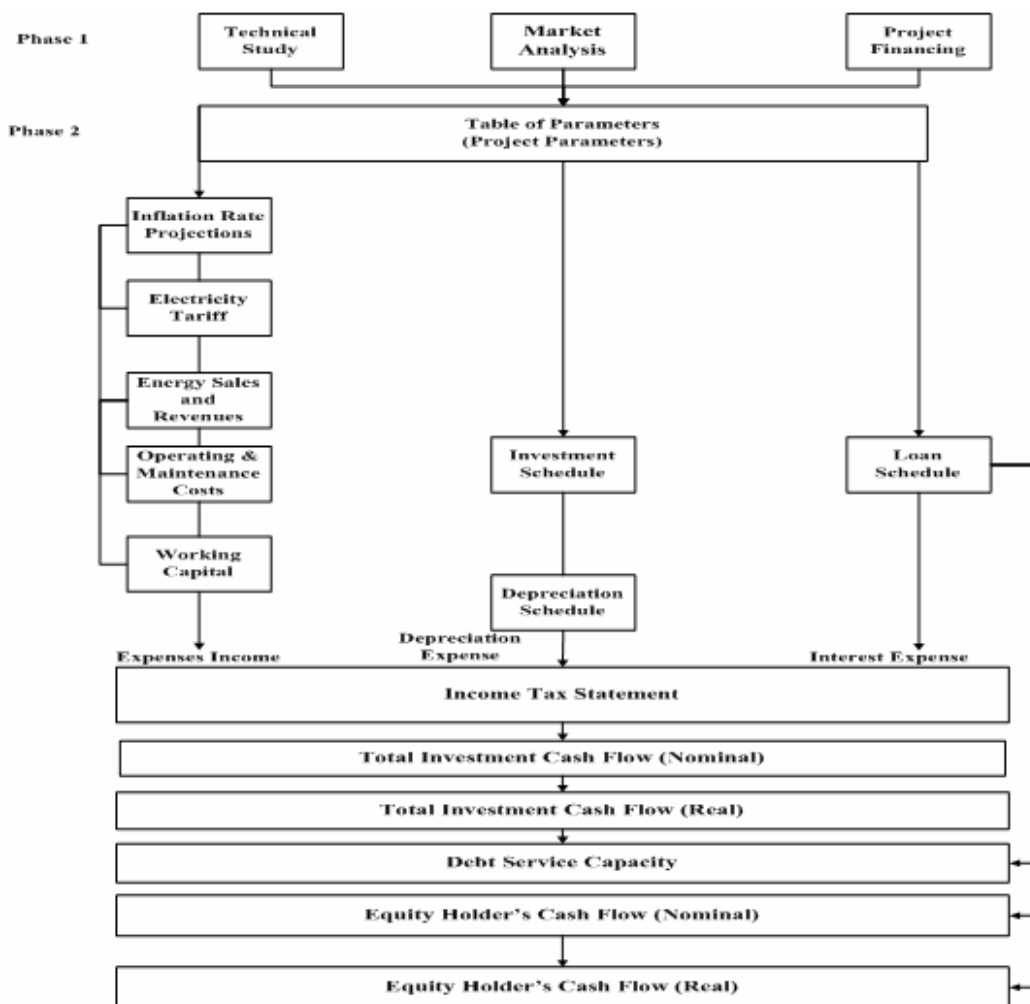 Phase 1
Technical
Study
Market
Analysis
Project
Financing
Phase 2
Table of Parameters
(Project Parameters)
Inflation Rate
Projections
Electricity
Tariff
Energy Sales
and
Revenues
Operating &
Maintenance
Costs
Investment
Schedule
Loan
Schedule
Working
Capital
Depreciation
Schedule
Expenses Income
Depreciation
Expense
Interest Expense
Income Tax Statement
Total Investment Cash Flow (Nominal)
Total Investment Cash Flow (Real)
Debt Service Capacity
Equity Holder's Cash Flow (Nominal)
Equity Holder's Cash Flow (Real)